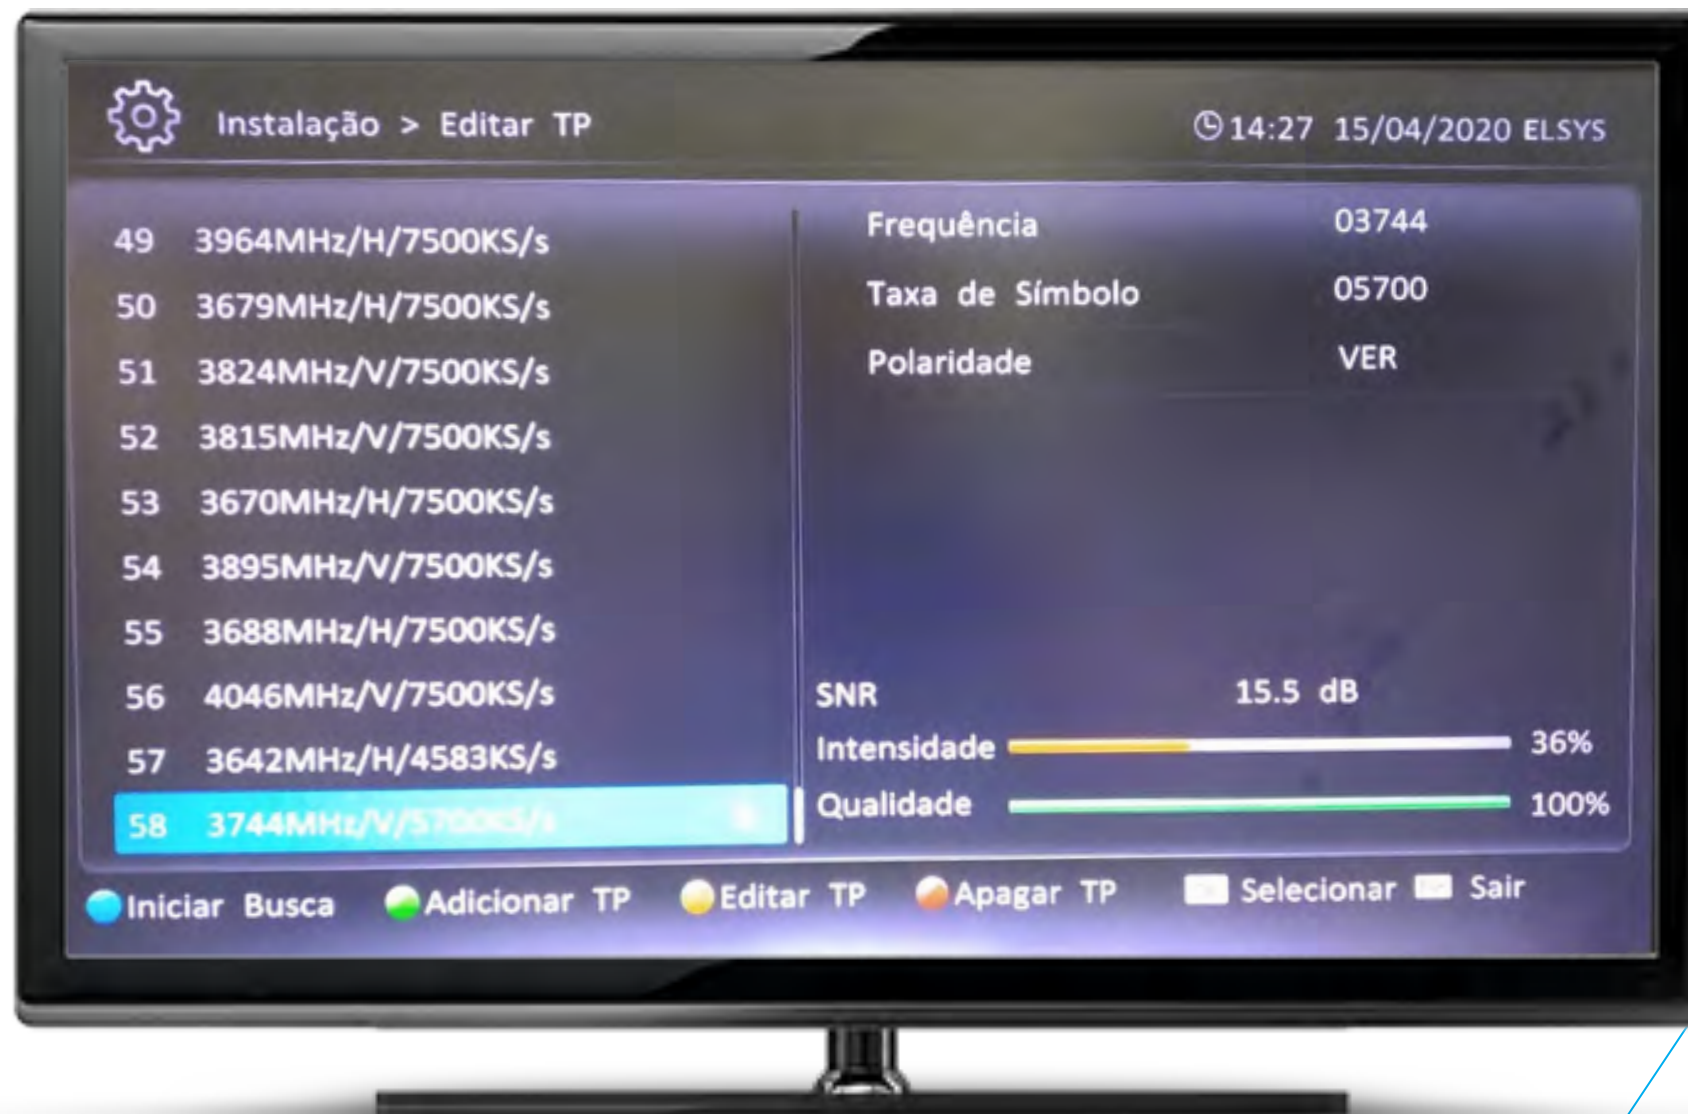 Instalação > Editar TP
14:27 15/04/2020 ELSYS
49 3964MHz/H/7500KS/s
50 3679MHz/H/7500KS/s
51 3824MHz/V/7500KS/s
52 3815MHz/V/7500KS/s
53 3670MHz/H/7500KS/s
54 3895MHz/V/7500KS/s
55 3688MHz/H/7500KS/s
56 4046MHz/V/7500KS/s
57 3642MHz/H/4583KS/s
58 3744MHz/V/5700KS/s
Frequência 03744
Taxa de Símbolo 05700
Polaridade VER
SNR 15.5 dB
Intensidade 36%
Qualidade 100%
Iniciar Busca Adicionar TP Editar TP Apagar TP Selecionar Sair